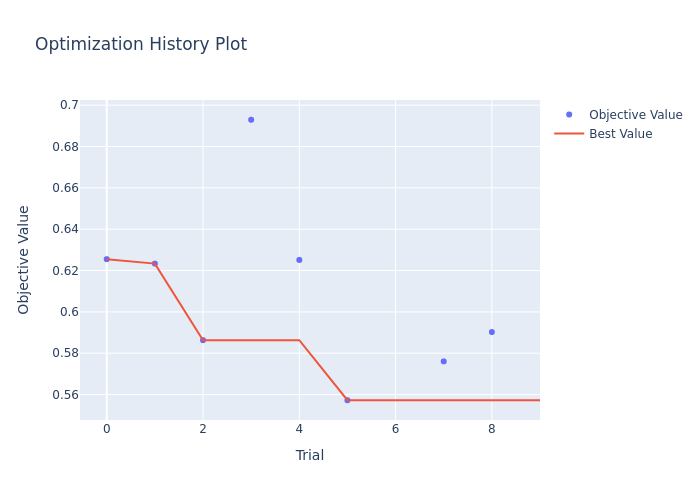 Optimization History Plot
Objective Value
Best Value
0.7
0.68
0.66
0.64
0.62
0.6
0.58
0.56
Objective Value
0 2 4 6 8
Trial